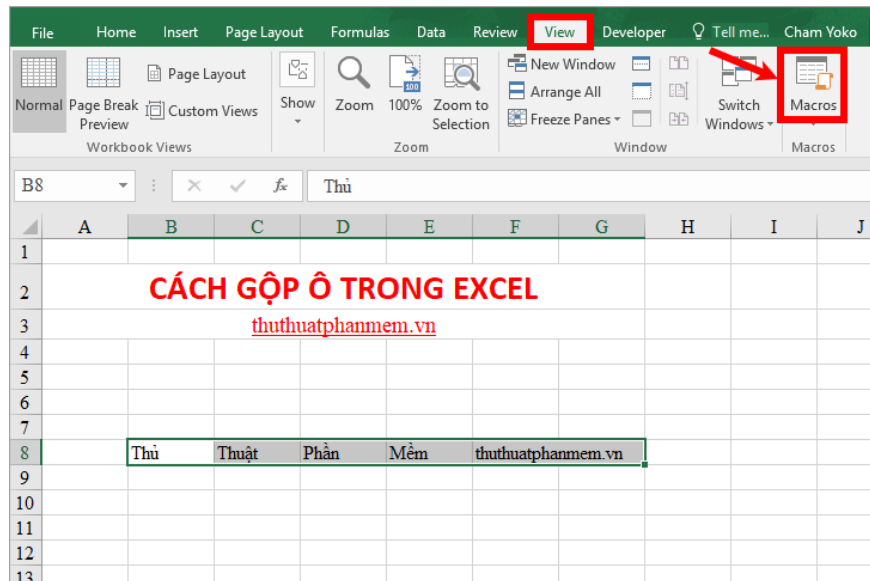 File Home Insert Page Layout Formulas Data Review View Developer Tell me... Cham Yoko
Normal Page Break Preview
Page Layout
Custom Views
Workbook Views
Show
Zoom 100% Zoom to Selection
Zoom
New Window
Arrange All
Freeze Panes
Switch Windows
Window
Macros
Macros
B8 fx Thủ
A B C D E F G H I J
1
2 CÁCH GỘP Ô TRONG EXCEL
3 thuthuatphanmem.vn
4
5
6
7
8 Thủ Thuật Phần Mềm thuthuatphanmem.vn
9
10
11
12
13